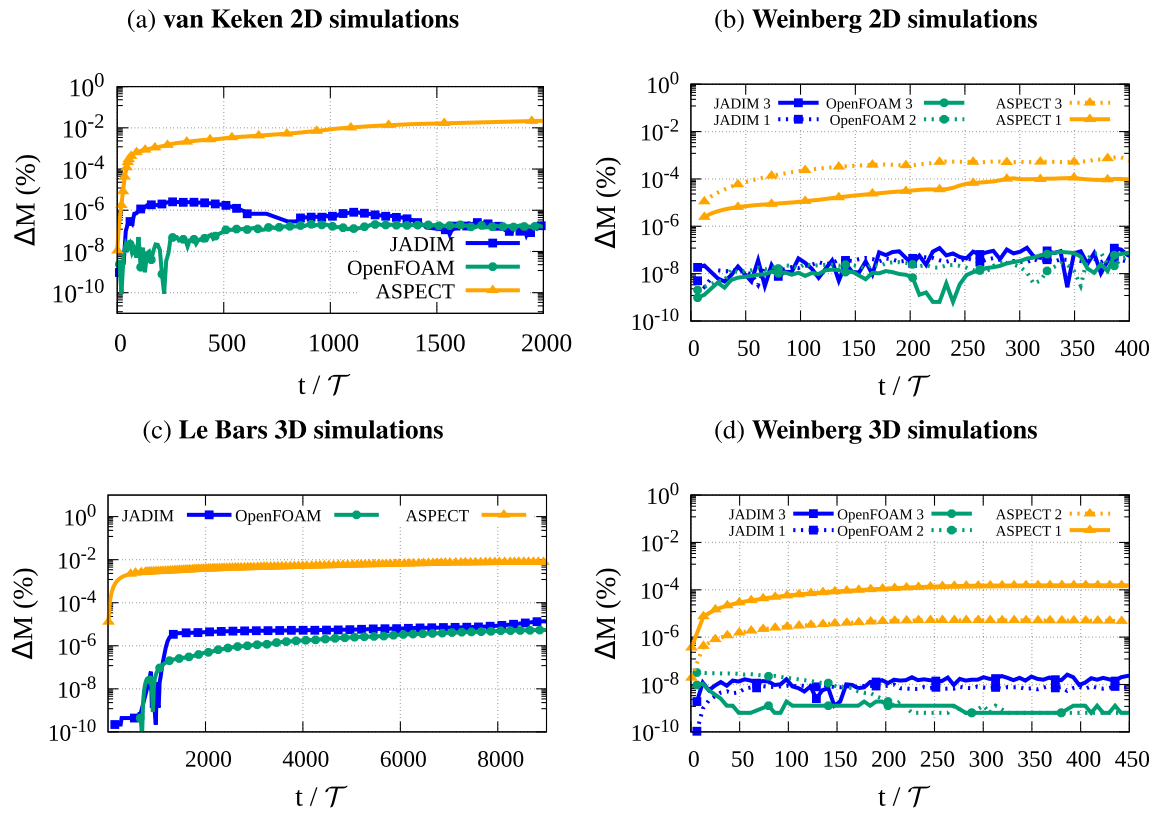 (a) van Keken 2D simulations
ΔM (%)
10^0
10^-2
10^-4
10^-6
10^-8
10^-10
JADIM
OpenFOAM
ASPECT
0 500 1000 1500 2000
t / 𝒯
(b) Weinberg 2D simulations
ΔM (%)
10^0
10^-2
10^-4
10^-6
10^-8
10^-10
JADIM 3 OpenFOAM 3 ASPECT 3
JADIM 1 OpenFOAM 2 ASPECT 1
0 50 100 150 200 250 300 350 400
t / 𝒯
(c) Le Bars 3D simulations
ΔM (%)
10^0
10^-2
10^-4
10^-6
10^-8
10^-10
JADIM OpenFOAM ASPECT
2000 4000 6000 8000
t / 𝒯
(d) Weinberg 3D simulations
ΔM (%)
10^0
10^-2
10^-4
10^-6
10^-8
10^-10
JADIM 3 OpenFOAM 3 ASPECT 2
JADIM 1 OpenFOAM 2 ASPECT 1
0 50 100 150 200 250 300 350 400 450
t / 𝒯